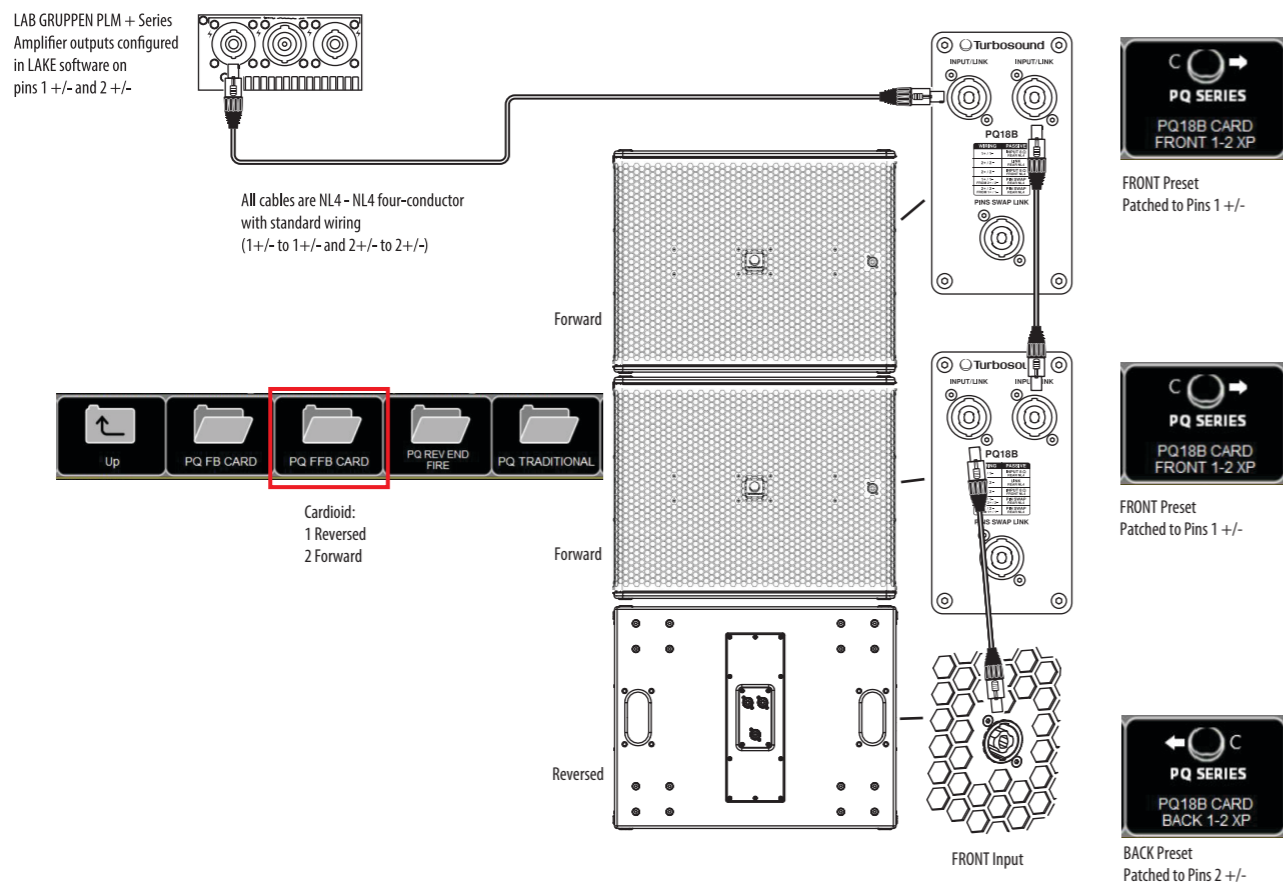 LAB GRUPPEN PLM + Series
Amplifier outputs configured
in LAKE software on
pins 1 +/- and 2 +/-
All cables are NL4 - NL4 four-conductor
with standard wiring
(1+/- to 1+/- and 2+/- to 2+/-)
Turbosound
INPUT/LINK
INPUT/LINK
PQ18B
WIRING
PASSIVE
PINS SWAP LINK
C
PQ SERIES
PQ18B CARD
FRONT 1-2 XP
FRONT Preset
Patched to Pins 1 +/-
Forward
Up
PQ FB CARD
PQ FFB CARD
PQ REV END
FIRE
PQ TRADITIONAL
Cardioid:
1 Reversed
2 Forward
Forward
INPUT/LINK
PQ18B
PASSIVE
SWAP LINK
C
PQ SERIES
PQ18B CARD
FRONT 1-2 XP
FRONT Preset
Patched to Pins 1 +/-
Reversed
FRONT Input
C
PQ SERIES
PQ18B CARD
BACK 1-2 XP
BACK Preset
Patched to Pins 2 +/-